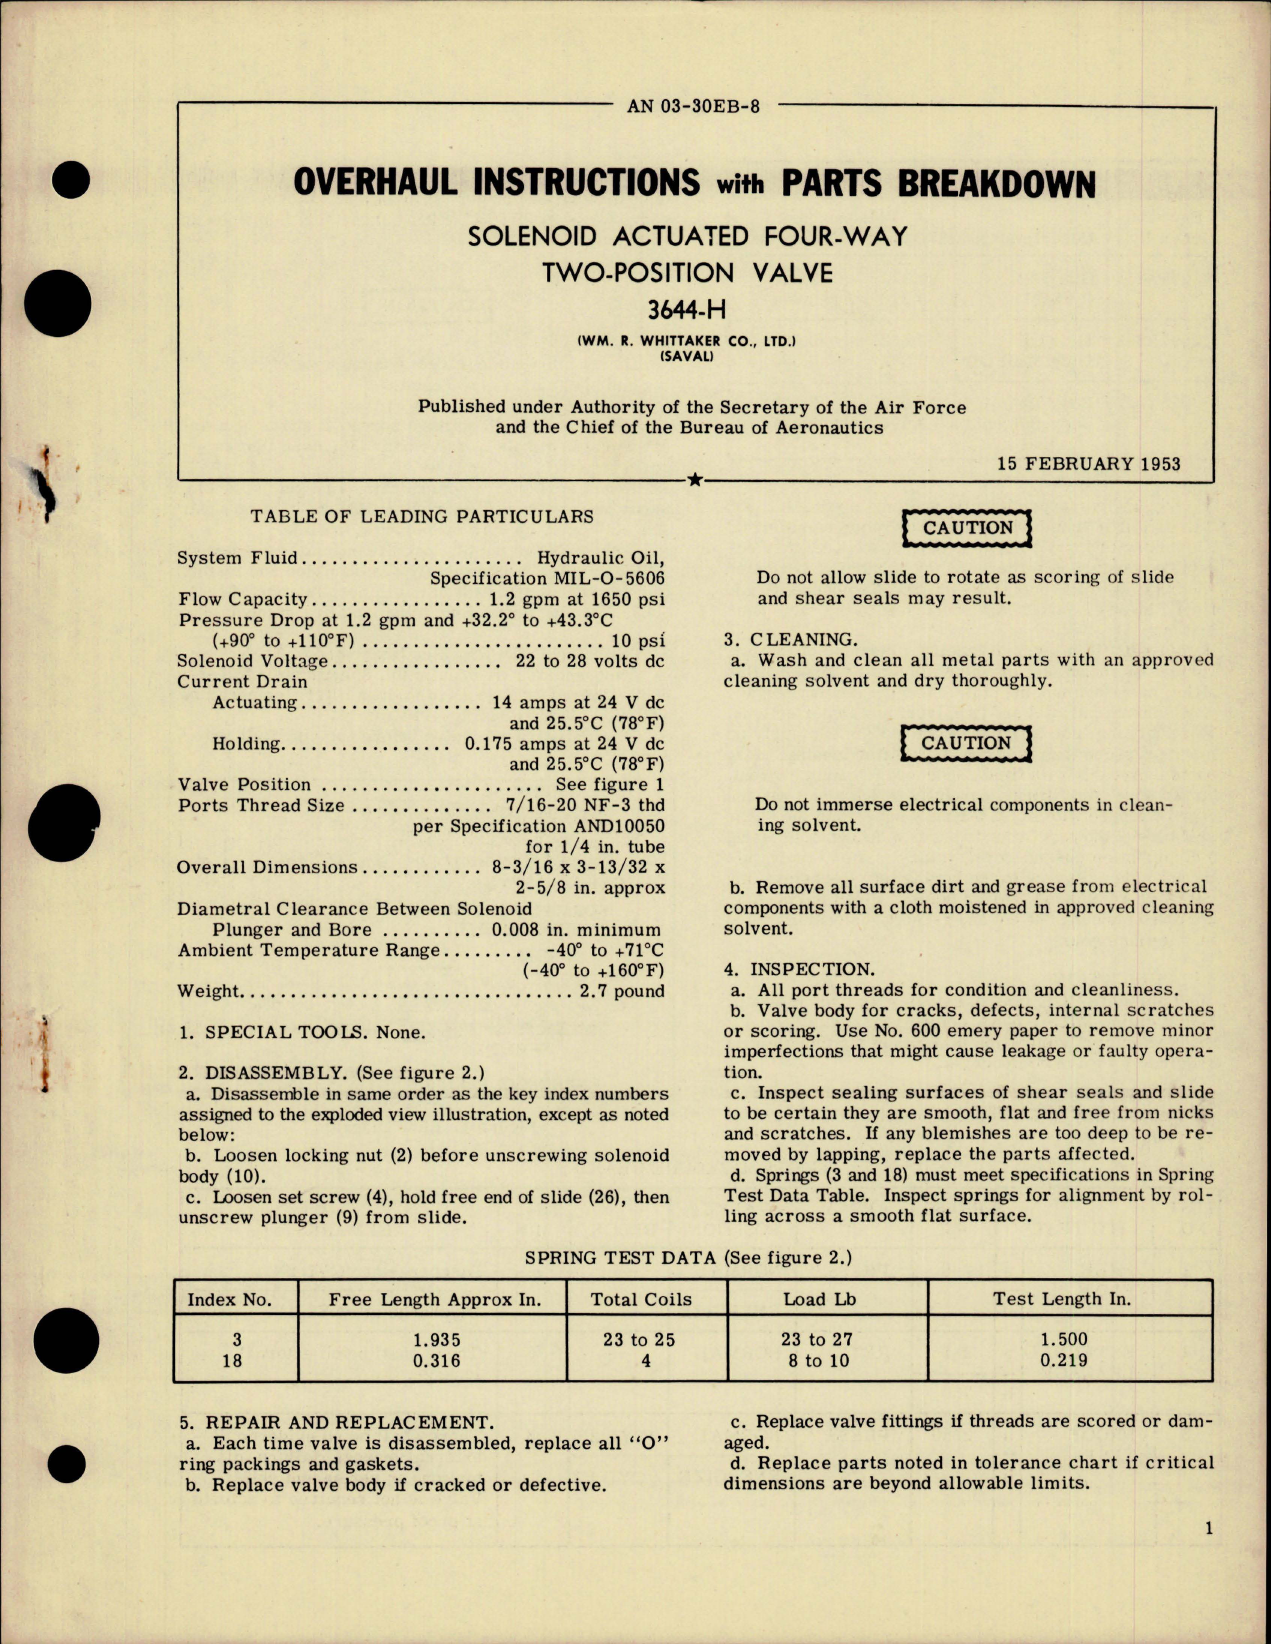 AN 03-30EB-8
OVERHAUL INSTRUCTIONS with PARTS BREAKDOWN
SOLENOID ACTUATED FOUR-WAY
TWO-POSITION VALVE
3644-H
(WM. R. WHITTAKER CO., LTD.)
(SAVAL)
Published under Authority of the Secretary of the Air Force
and the Chief of the Bureau of Aeronautics
15 FEBRUARY 1953
TABLE OF LEADING PARTICULARS
System Fluid...................... Hydraulic Oil,
Specification MIL-O-5606
Flow Capacity................. 1.2 gpm at 1650 psi
Pressure Drop at 1.2 gpm and +32.2° to +43.3°C
(+90° to +110°F) ........................ 10 psi
Solenoid Voltage................. 22 to 28 volts dc
Current Drain
Actuating.................. 14 amps at 24 V dc
and 25.5°C (78°F)
Holding................. 0.175 amps at 24 V dc
and 25.5°C (78°F)
Valve Position ...................... See figure 1
Ports Thread Size .............. 7/16-20 NF-3 thd
per Specification AND10050
for 1/4 in. tube
Overall Dimensions............ 8-3/16 x 3-13/32 x
2-5/8 in. approx
Diametral Clearance Between Solenoid
Plunger and Bore .......... 0.008 in. minimum
Ambient Temperature Range......... -40° to +71°C
(-40° to +160°F)
Weight................................. 2.7 pound
1. SPECIAL TOOLS. None.
2. DISASSEMBLY. (See figure 2.)
a. Disassemble in same order as the key index numbers
assigned to the exploded view illustration, except as noted
below:
b. Loosen locking nut (2) before unscrewing solenoid
body (10).
c. Loosen set screw (4), hold free end of slide (26), then
unscrew plunger (9) from slide.
CAUTION
Do not allow slide to rotate as scoring of slide
and shear seals may result.
3. CLEANING.
a. Wash and clean all metal parts with an approved
cleaning solvent and dry thoroughly.
CAUTION
Do not immerse electrical components in clean-
ing solvent.
b. Remove all surface dirt and grease from electrical
components with a cloth moistened in approved cleaning
solvent.
4. INSPECTION.
a. All port threads for condition and cleanliness.
b. Valve body for cracks, defects, internal scratches
or scoring. Use No. 600 emery paper to remove minor
imperfections that might cause leakage or faulty opera-
tion.
c. Inspect sealing surfaces of shear seals and slide
to be certain they are smooth, flat and free from nicks
and scratches. If any blemishes are too deep to be re-
moved by lapping, replace the parts affected.
d. Springs (3 and 18) must meet specifications in Spring
Test Data Table. Inspect springs for alignment by rol-
ling across a smooth flat surface.
SPRING TEST DATA (See figure 2.)
Index No. Free Length Approx In. Total Coils Load Lb Test Length In.
3 1.935 23 to 25 23 to 27 1.500
18 0.316 4 8 to 10 0.219
5. REPAIR AND REPLACEMENT.
a. Each time valve is disassembled, replace all "O"
ring packings and gaskets.
b. Replace valve body if cracked or defective.
c. Replace valve fittings if threads are scored or dam-
aged.
d. Replace parts noted in tolerance chart if critical
dimensions are beyond allowable limits.
1